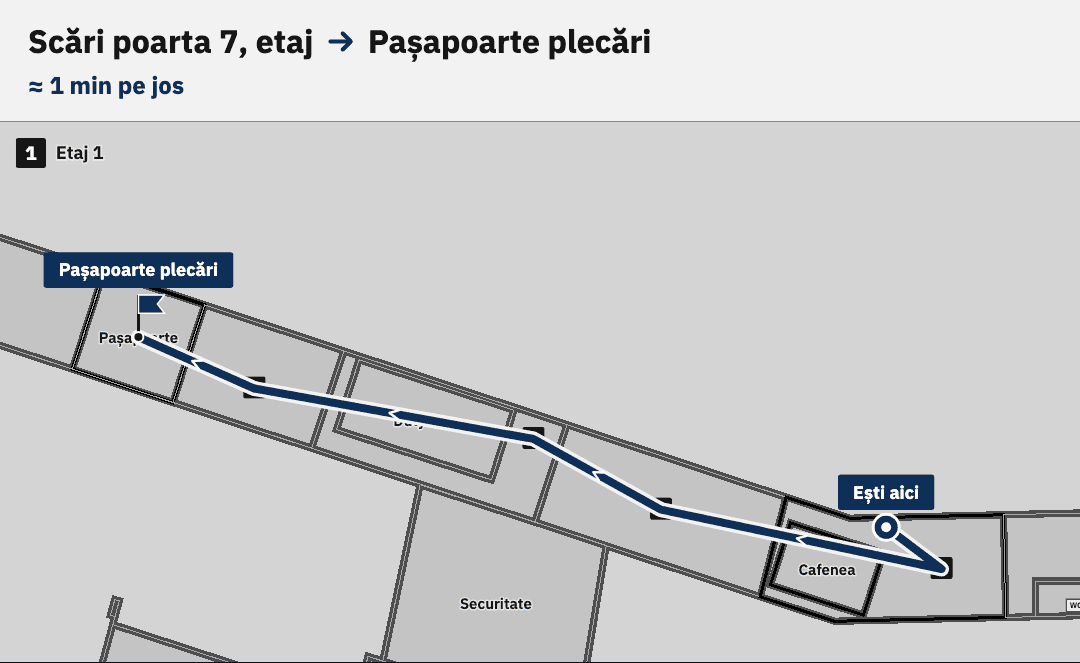 Scări poarta 7, etaj → Pașapoarte plecări
≈ 1 min pe jos
1 Etaj 1
Pașapoarte plecări
Ești aici
Cafenea
Securitate